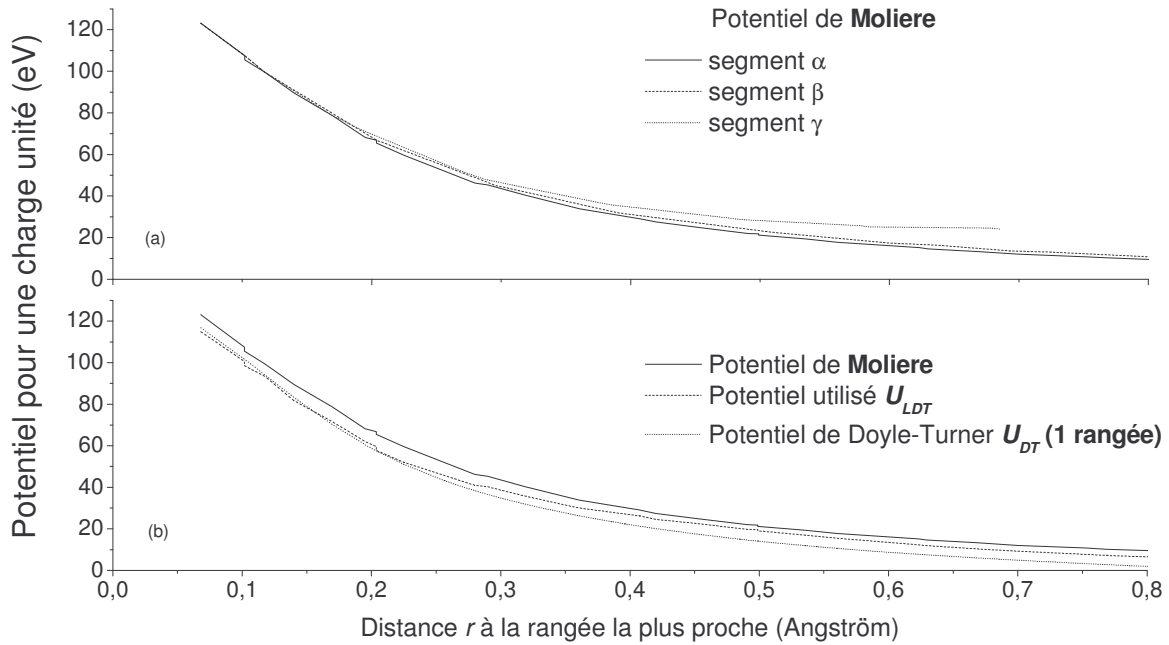 Potentiel pour une charge unité (eV)
120
100
80
60
40
20
0
(a)
Potentiel de Moliere
segment α
segment β
segment γ
120
100
80
60
40
20
0
(b)
Potentiel de Moliere
Potentiel utilisé U_LDT
Potentiel de Doyle-Turner U_DT (1 rangée)
0,0 0,1 0,2 0,3 0,4 0,5 0,6 0,7 0,8
Distance r à la rangée la plus proche (Angström)